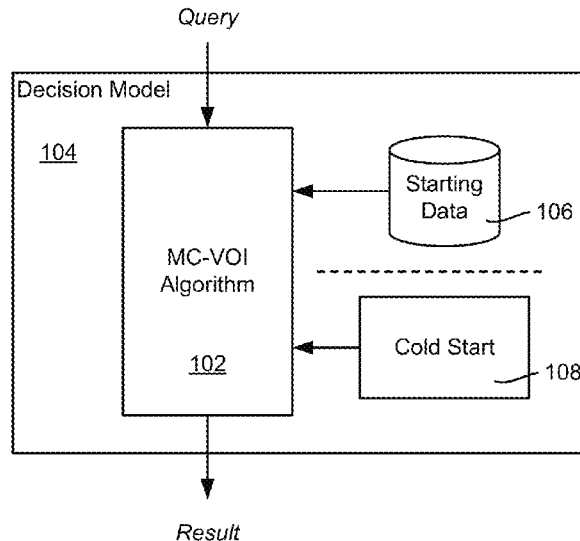 Query
Decision Model
104
Starting
Data
106
MC-VOI
Algorithm
102
Cold Start
108
Result